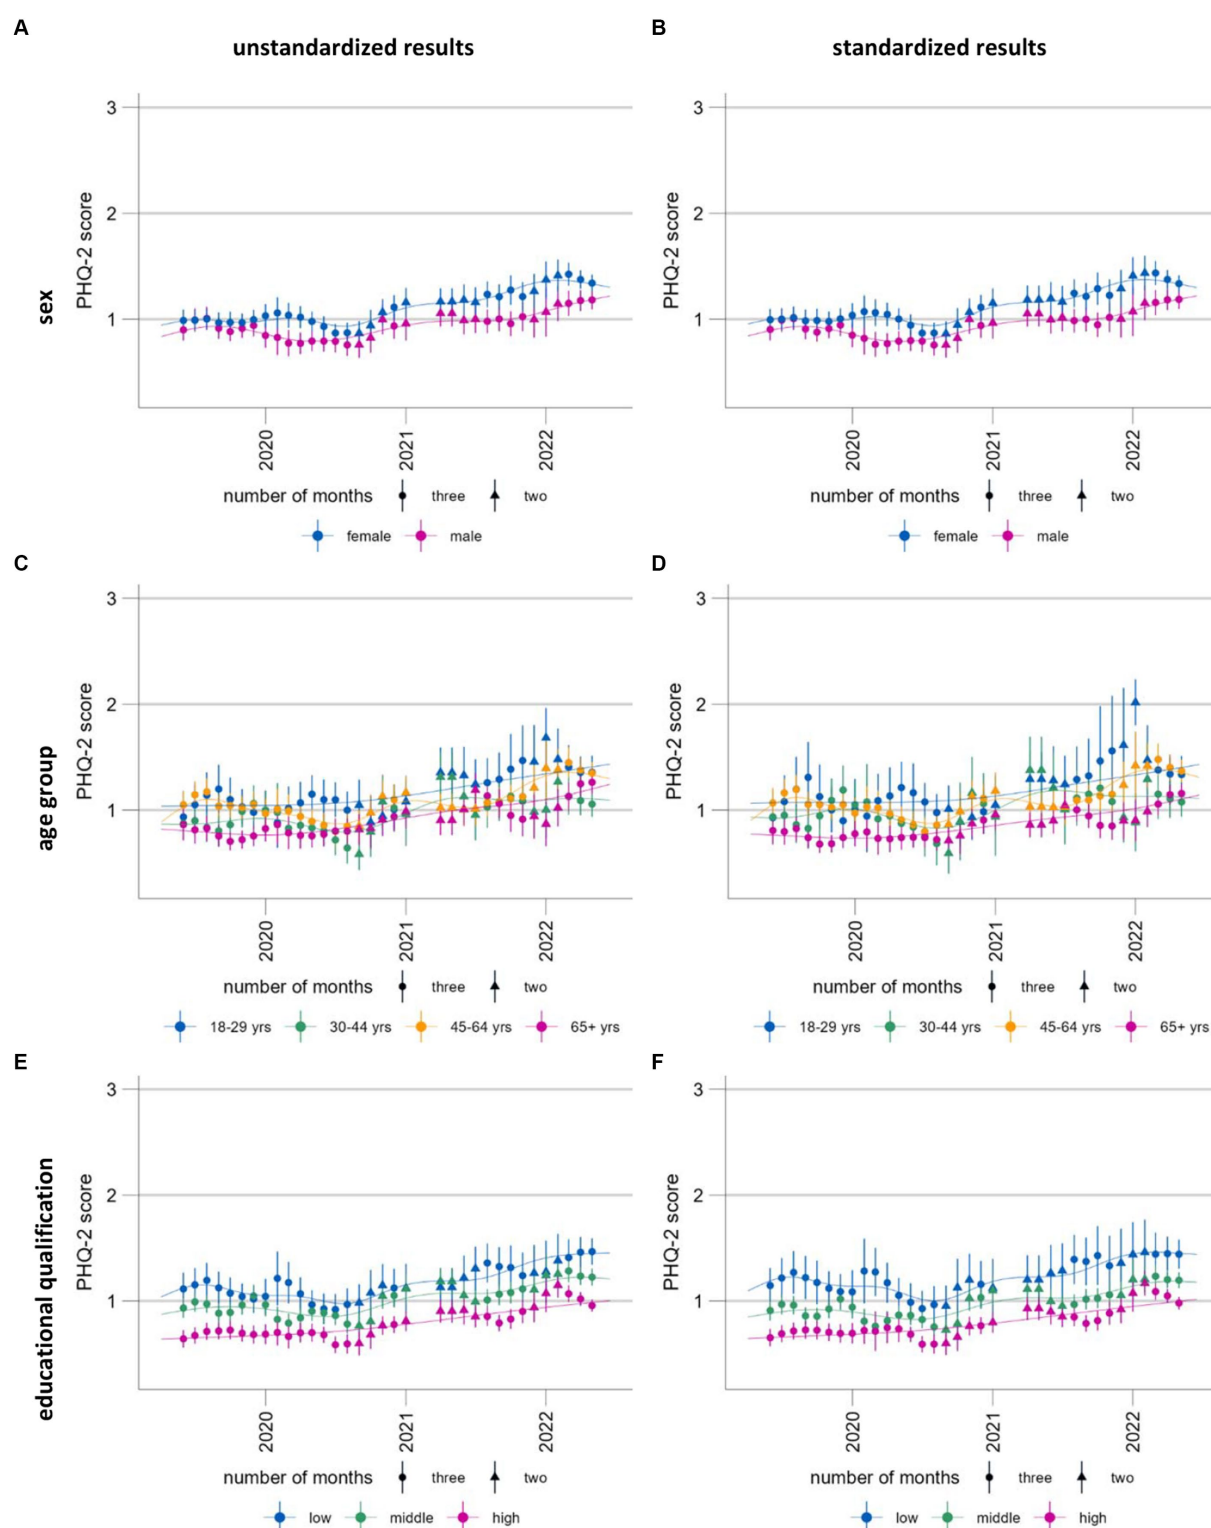 A
B
unstandardized results
standardized results
sex
PHQ-2 score
3
2
1
2020
2021
2022
number of months three two
female male
PHQ-2 score
3
2
1
2020
2021
2022
number of months three two
female male
C
D
age group
PHQ-2 score
3
2
1
2020
2021
2022
number of months three two
18-29 yrs 30-44 yrs 45-64 yrs 65+ yrs
PHQ-2 score
3
2
1
2020
2021
2022
number of months three two
18-29 yrs 30-44 yrs 45-64 yrs 65+ yrs
E
F
educational qualification
PHQ-2 score
3
2
1
2020
2021
2022
number of months three two
low middle high
PHQ-2 score
3
2
1
2020
2021
2022
number of months three two
low middle high